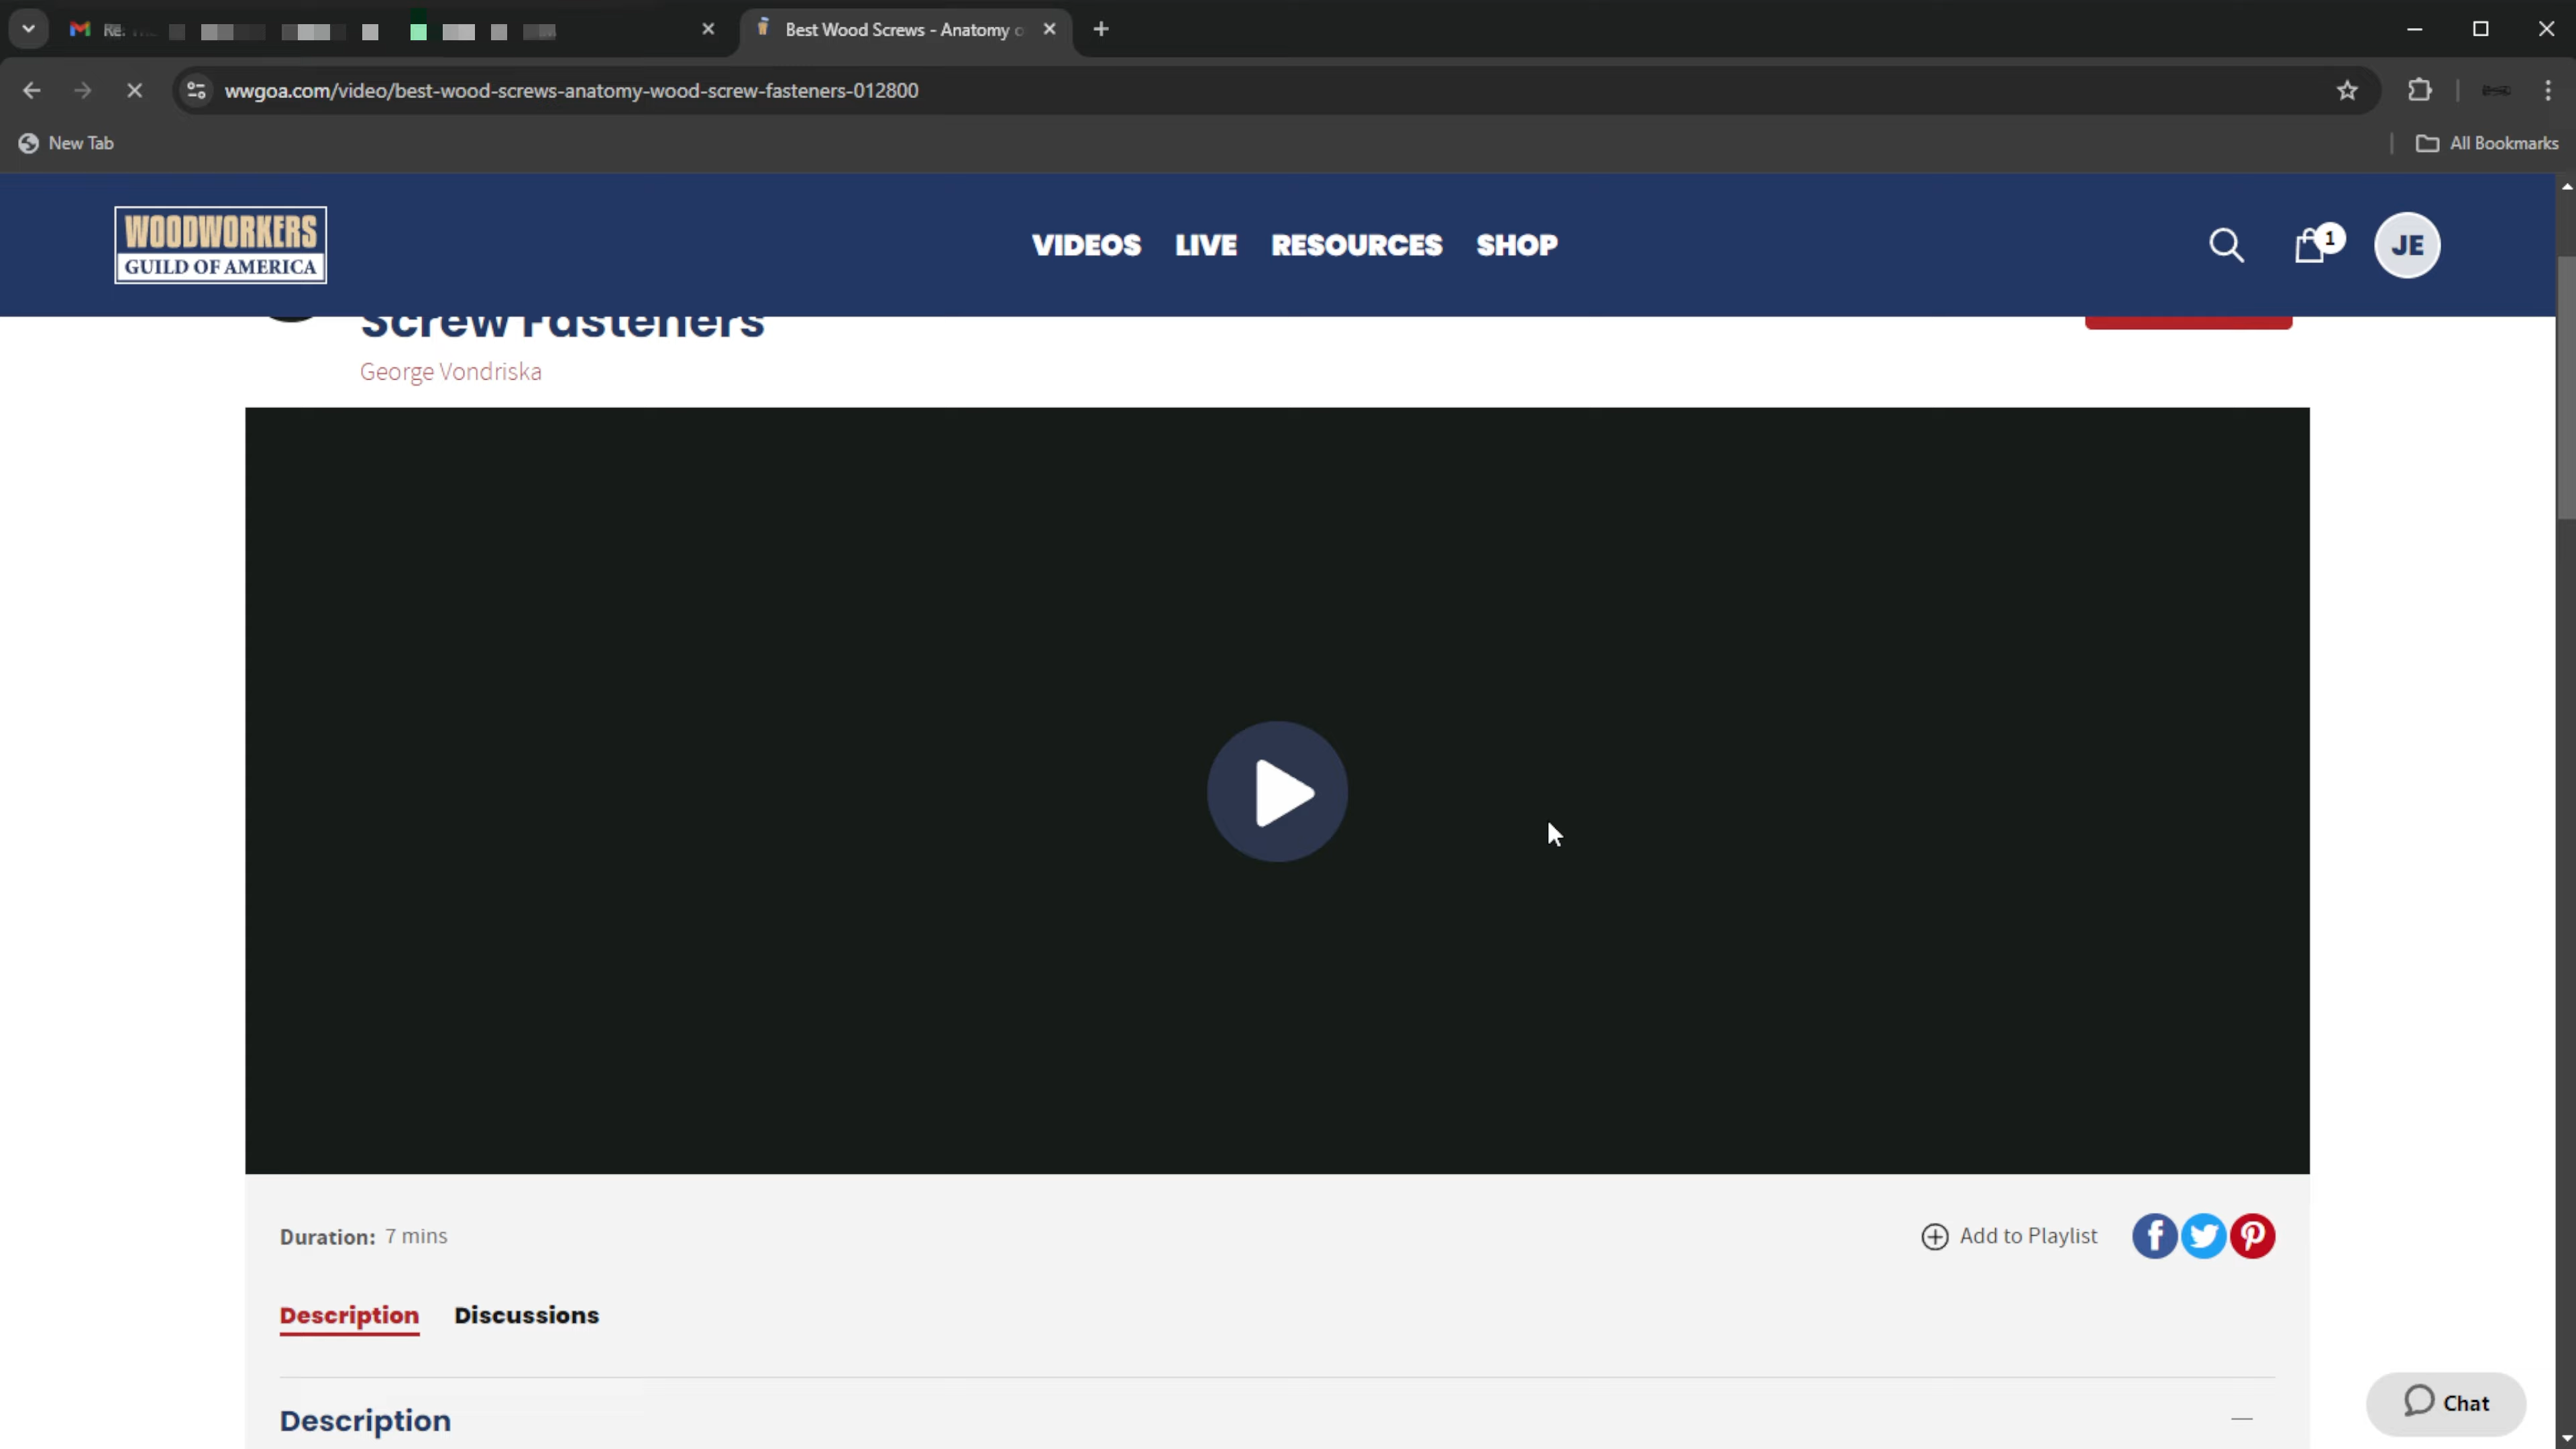 Re:
Best Wood Screws - Anatomy o
wwgoa.com/video/best-wood-screws-anatomy-wood-screw-fasteners-012800
New Tab
All Bookmarks
WOODWORKERS
GUILD OF AMERICA
VIDEOS
LIVE
RESOURCES
SHOP
1
JE
Screw Fasteners
George Vondriska
Duration: 7 mins
Add to Playlist
Description
Discussions
Description
Chat